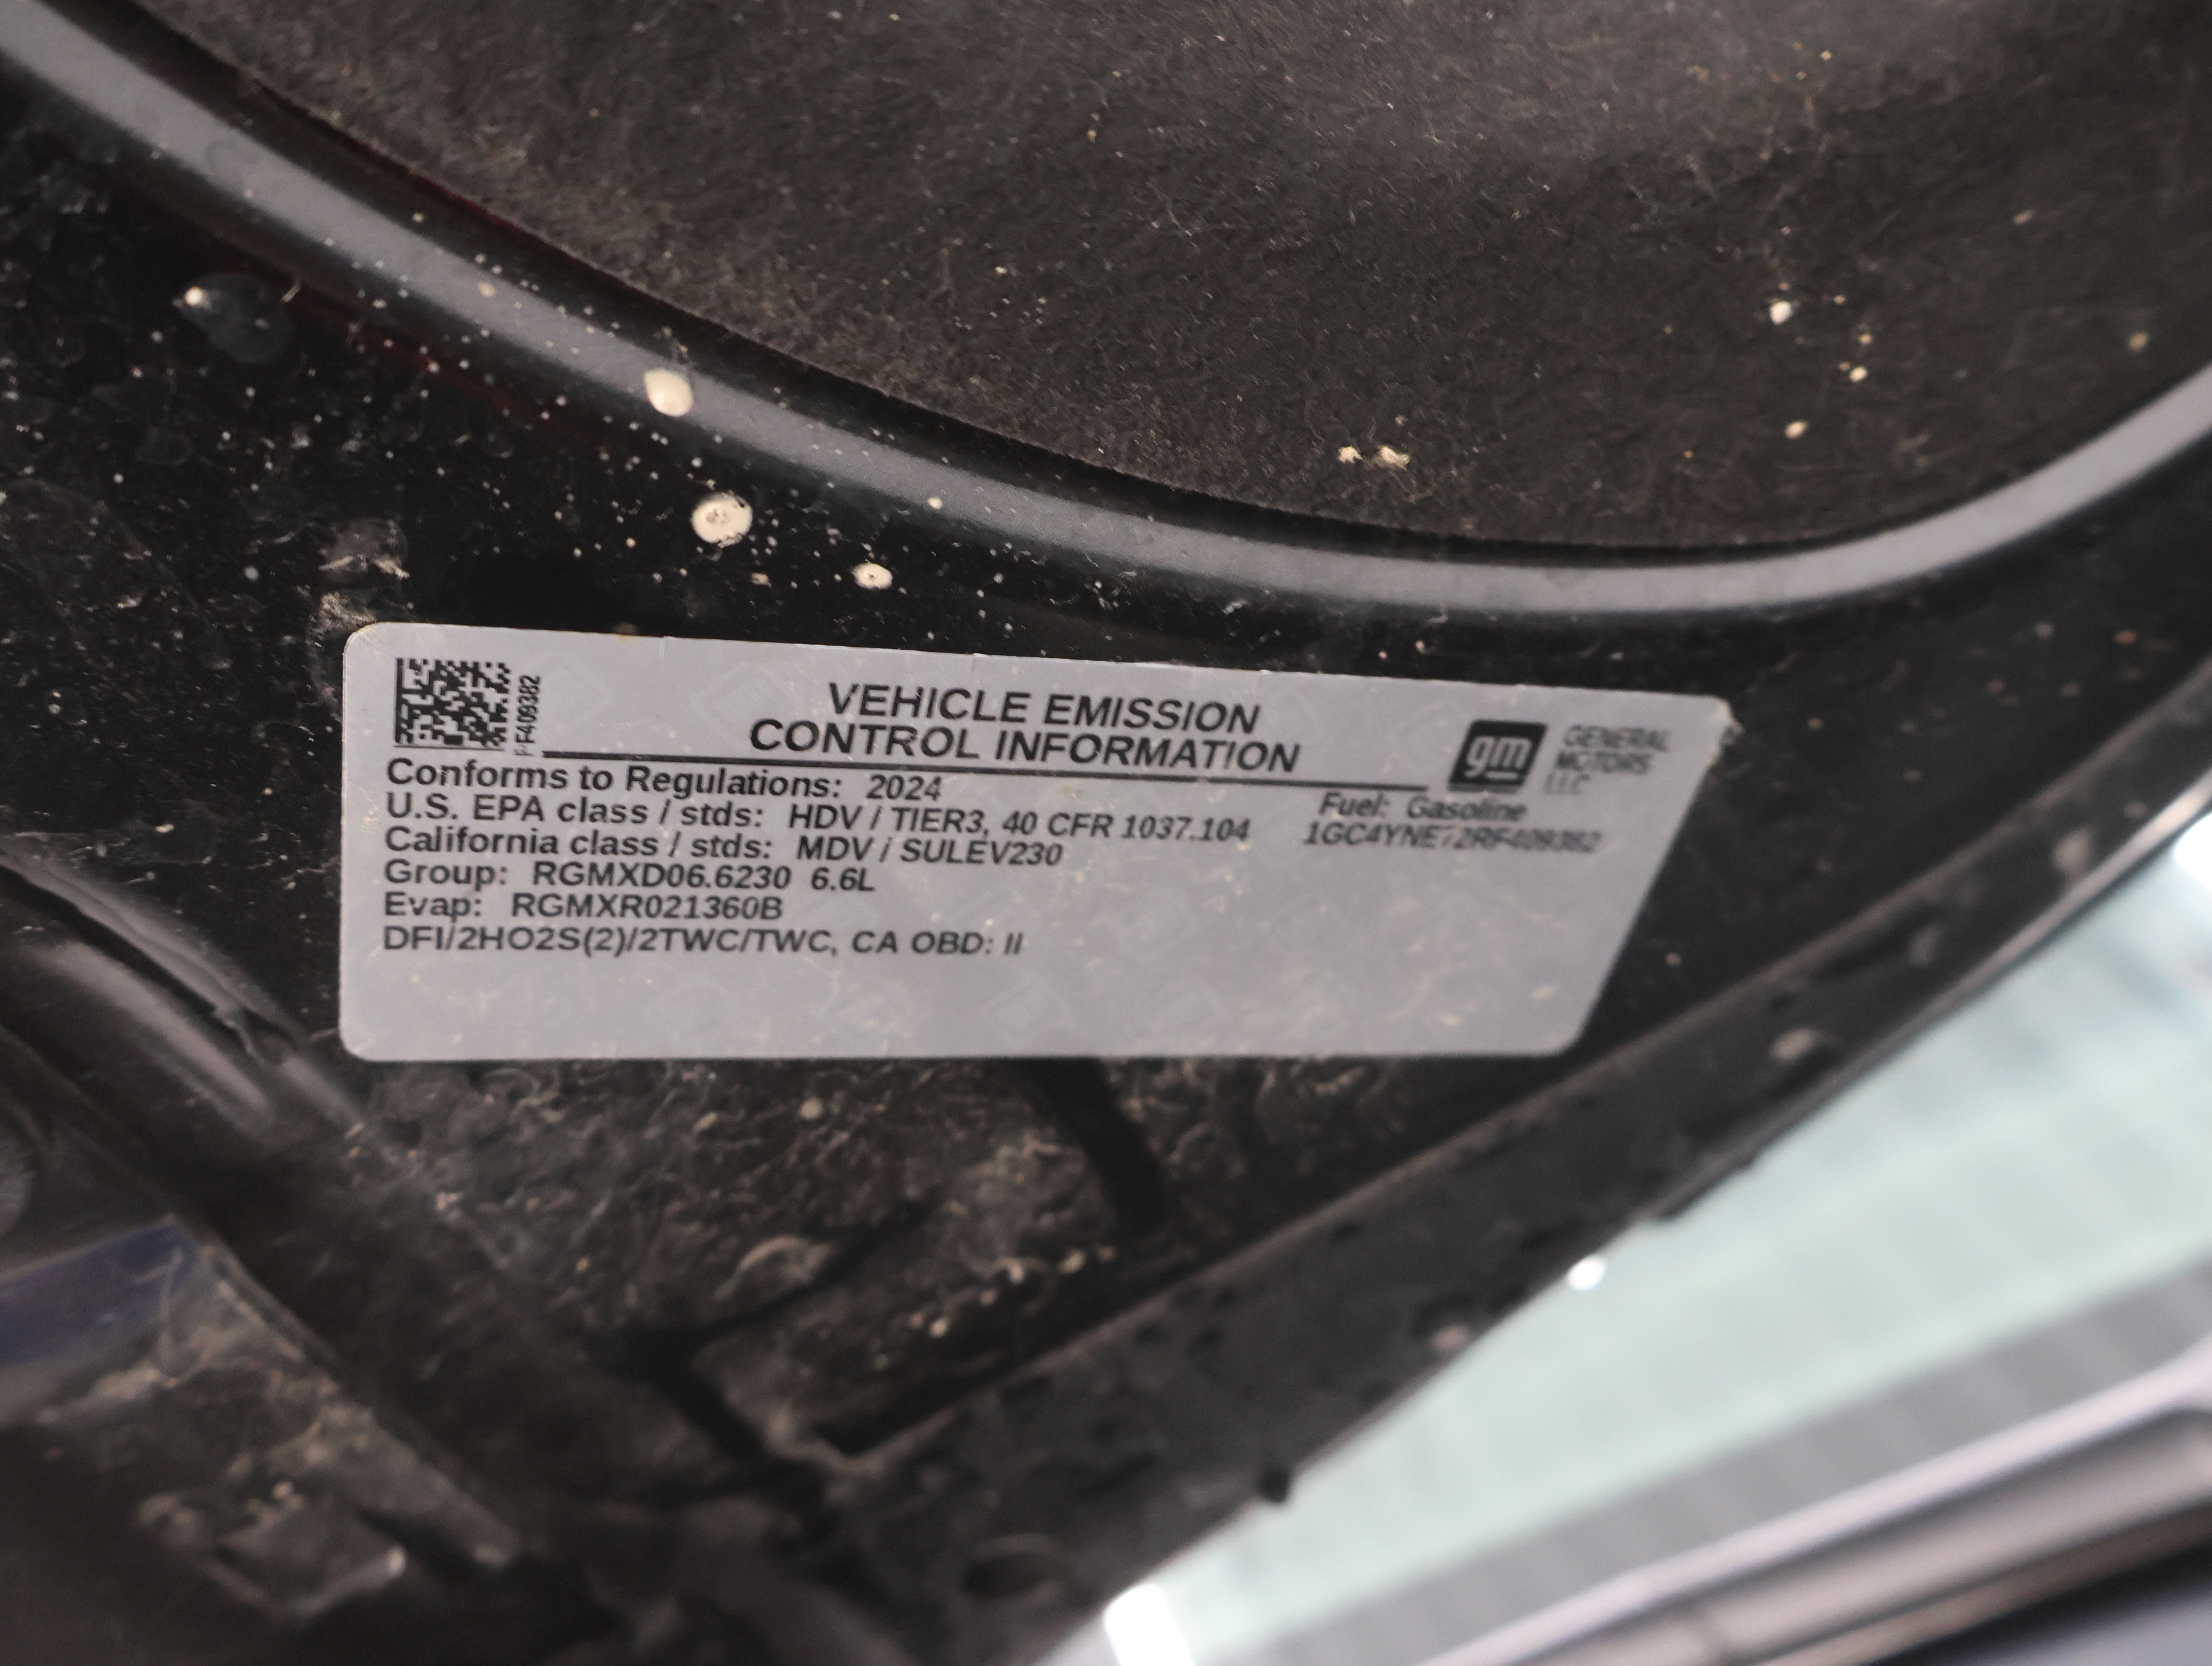 F409382
VEHICLE EMISSION
CONTROL INFORMATION
gm GENERAL
MOTORS
LLC
Conforms to Regulations: 2024
U.S. EPA class / stds: HDV / TIER3, 40 CFR 1037.104
California class / stds: MDV / SULEV230
Group: RGMXD06.6230 6.6L
Evap: RGMXR021360B
DFI/2HO2S(2)/2TWC/TWC, CA OBD: II
Fuel: Gasoline
1GC4YNE72RF409382